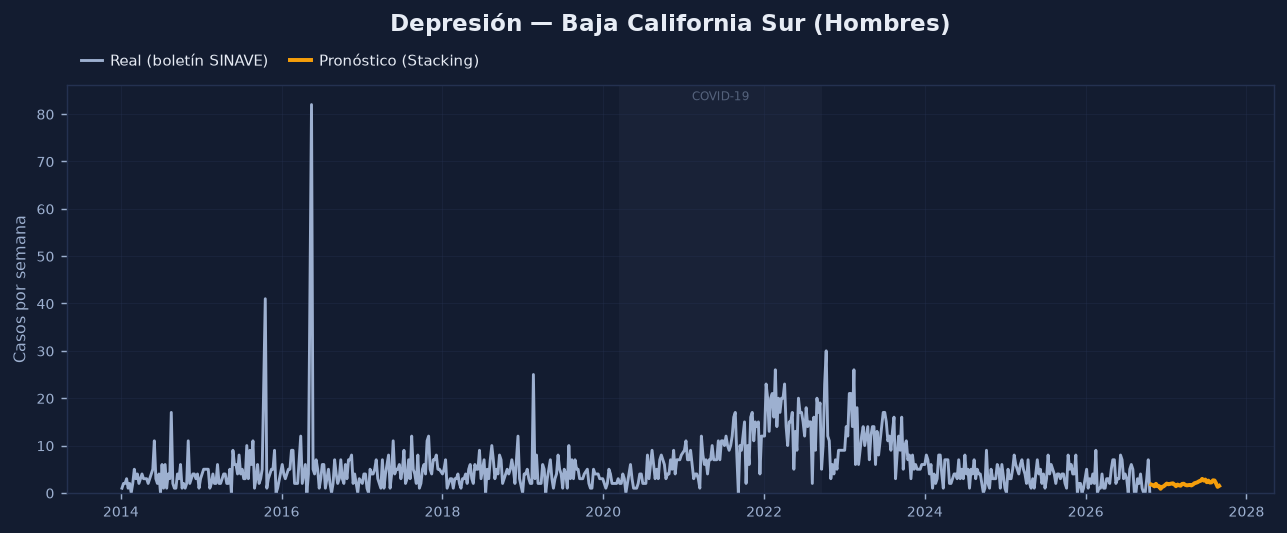 Depresión — Baja California Sur (Hombres)
Real (boletín SINAVE) Pronóstico (Stacking)
COVID-19
Casos por semana
80
70
60
50
40
30
20
10
0
2014 2016 2018 2020 2022 2024 2026 2028